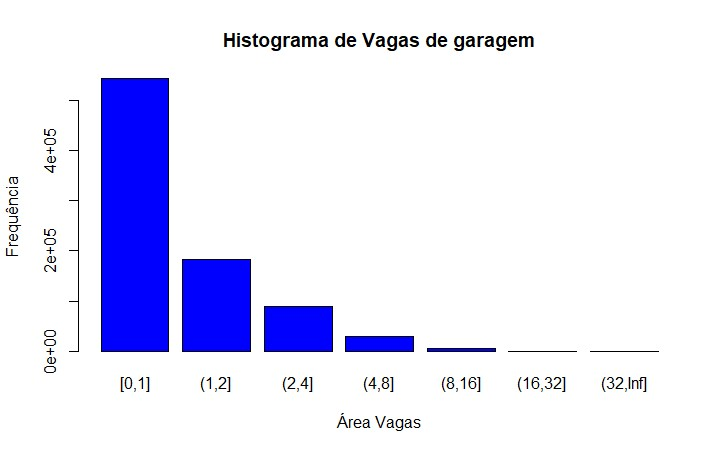 Histograma de Vagas de garagem
Frequência
4e+05
2e+05
0e+00
[0,1] (1,2] (2,4] (4,8] (8,16] (16,32] (32,Inf]
Área Vagas